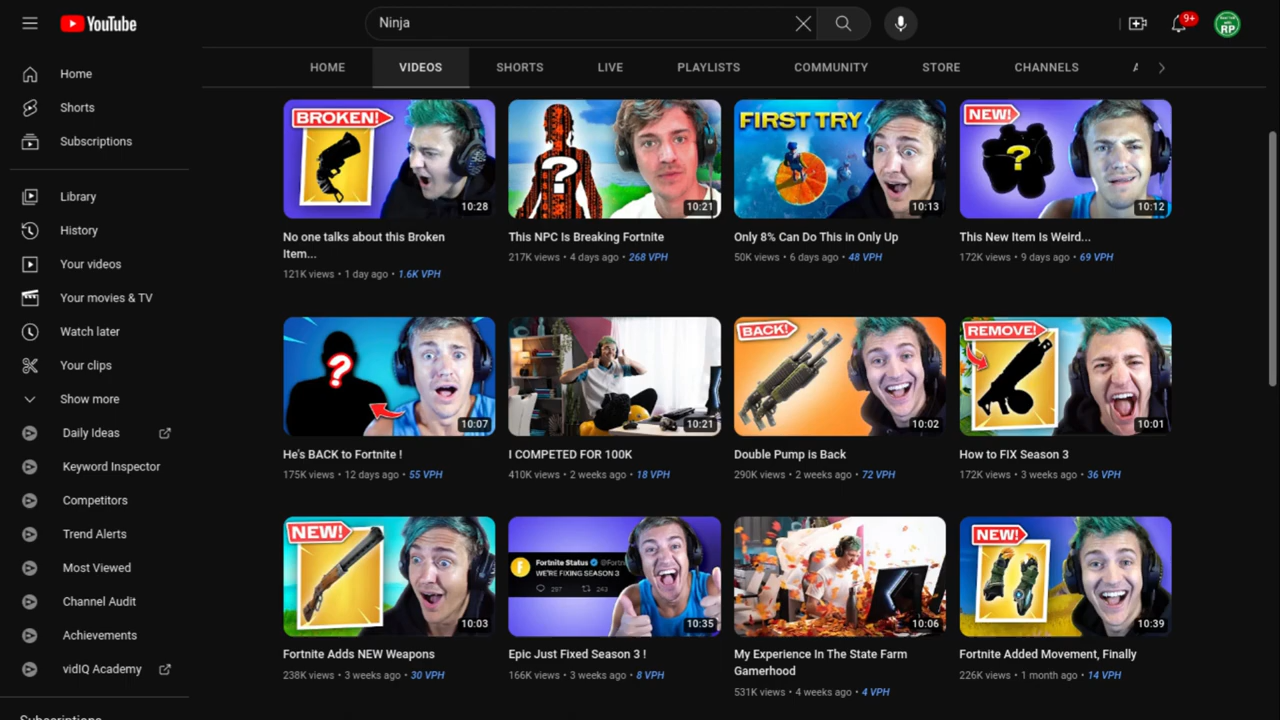 YouTube
Ninja
9+
RP
Home
Shorts
Subscriptions
Library
History
Your videos
Your movies & TV
Watch later
Your clips
Show more
Daily Ideas
Keyword Inspector
Competitors
Trend Alerts
Most Viewed
Channel Audit
Achievements
vidIQ Academy
Subscriptions
HOME
VIDEOS
SHORTS
LIVE
PLAYLISTS
COMMUNITY
STORE
CHANNELS
BROKEN!
10:28
?
10:21
FIRST TRY
10:13
NEW!
?
10:12
No one talks about this Broken
Item...
121K views • 1 day ago • 1.6K VPH
This NPC Is Breaking Fortnite
217K views • 4 days ago • 268 VPH
Only 8% Can Do This in Only Up
50K views • 6 days ago • 48 VPH
This New Item Is Weird...
172K views • 9 days ago • 69 VPH
?
10:07
10:21
BACK!
10:02
REMOVE!
10:01
He's BACK to Fortnite !
175K views • 12 days ago • 55 VPH
I COMPETED FOR 100K
410K views • 2 weeks ago • 18 VPH
Double Pump is Back
290K views • 2 weeks ago • 72 VPH
How to FIX Season 3
172K views • 3 weeks ago • 36 VPH
NEW!
10:03
Fortnite Status @Fortn
WE'RE FIXING SEASON 3
297 243
10:35
10:06
NEW!
10:39
Fortnite Adds NEW Weapons
238K views • 3 weeks ago • 30 VPH
Epic Just Fixed Season 3 !
166K views • 3 weeks ago • 8 VPH
My Experience In The State Farm
Gamerhood
531K views • 4 weeks ago • 4 VPH
Fortnite Added Movement, Finally
226K views • 1 month ago • 14 VPH